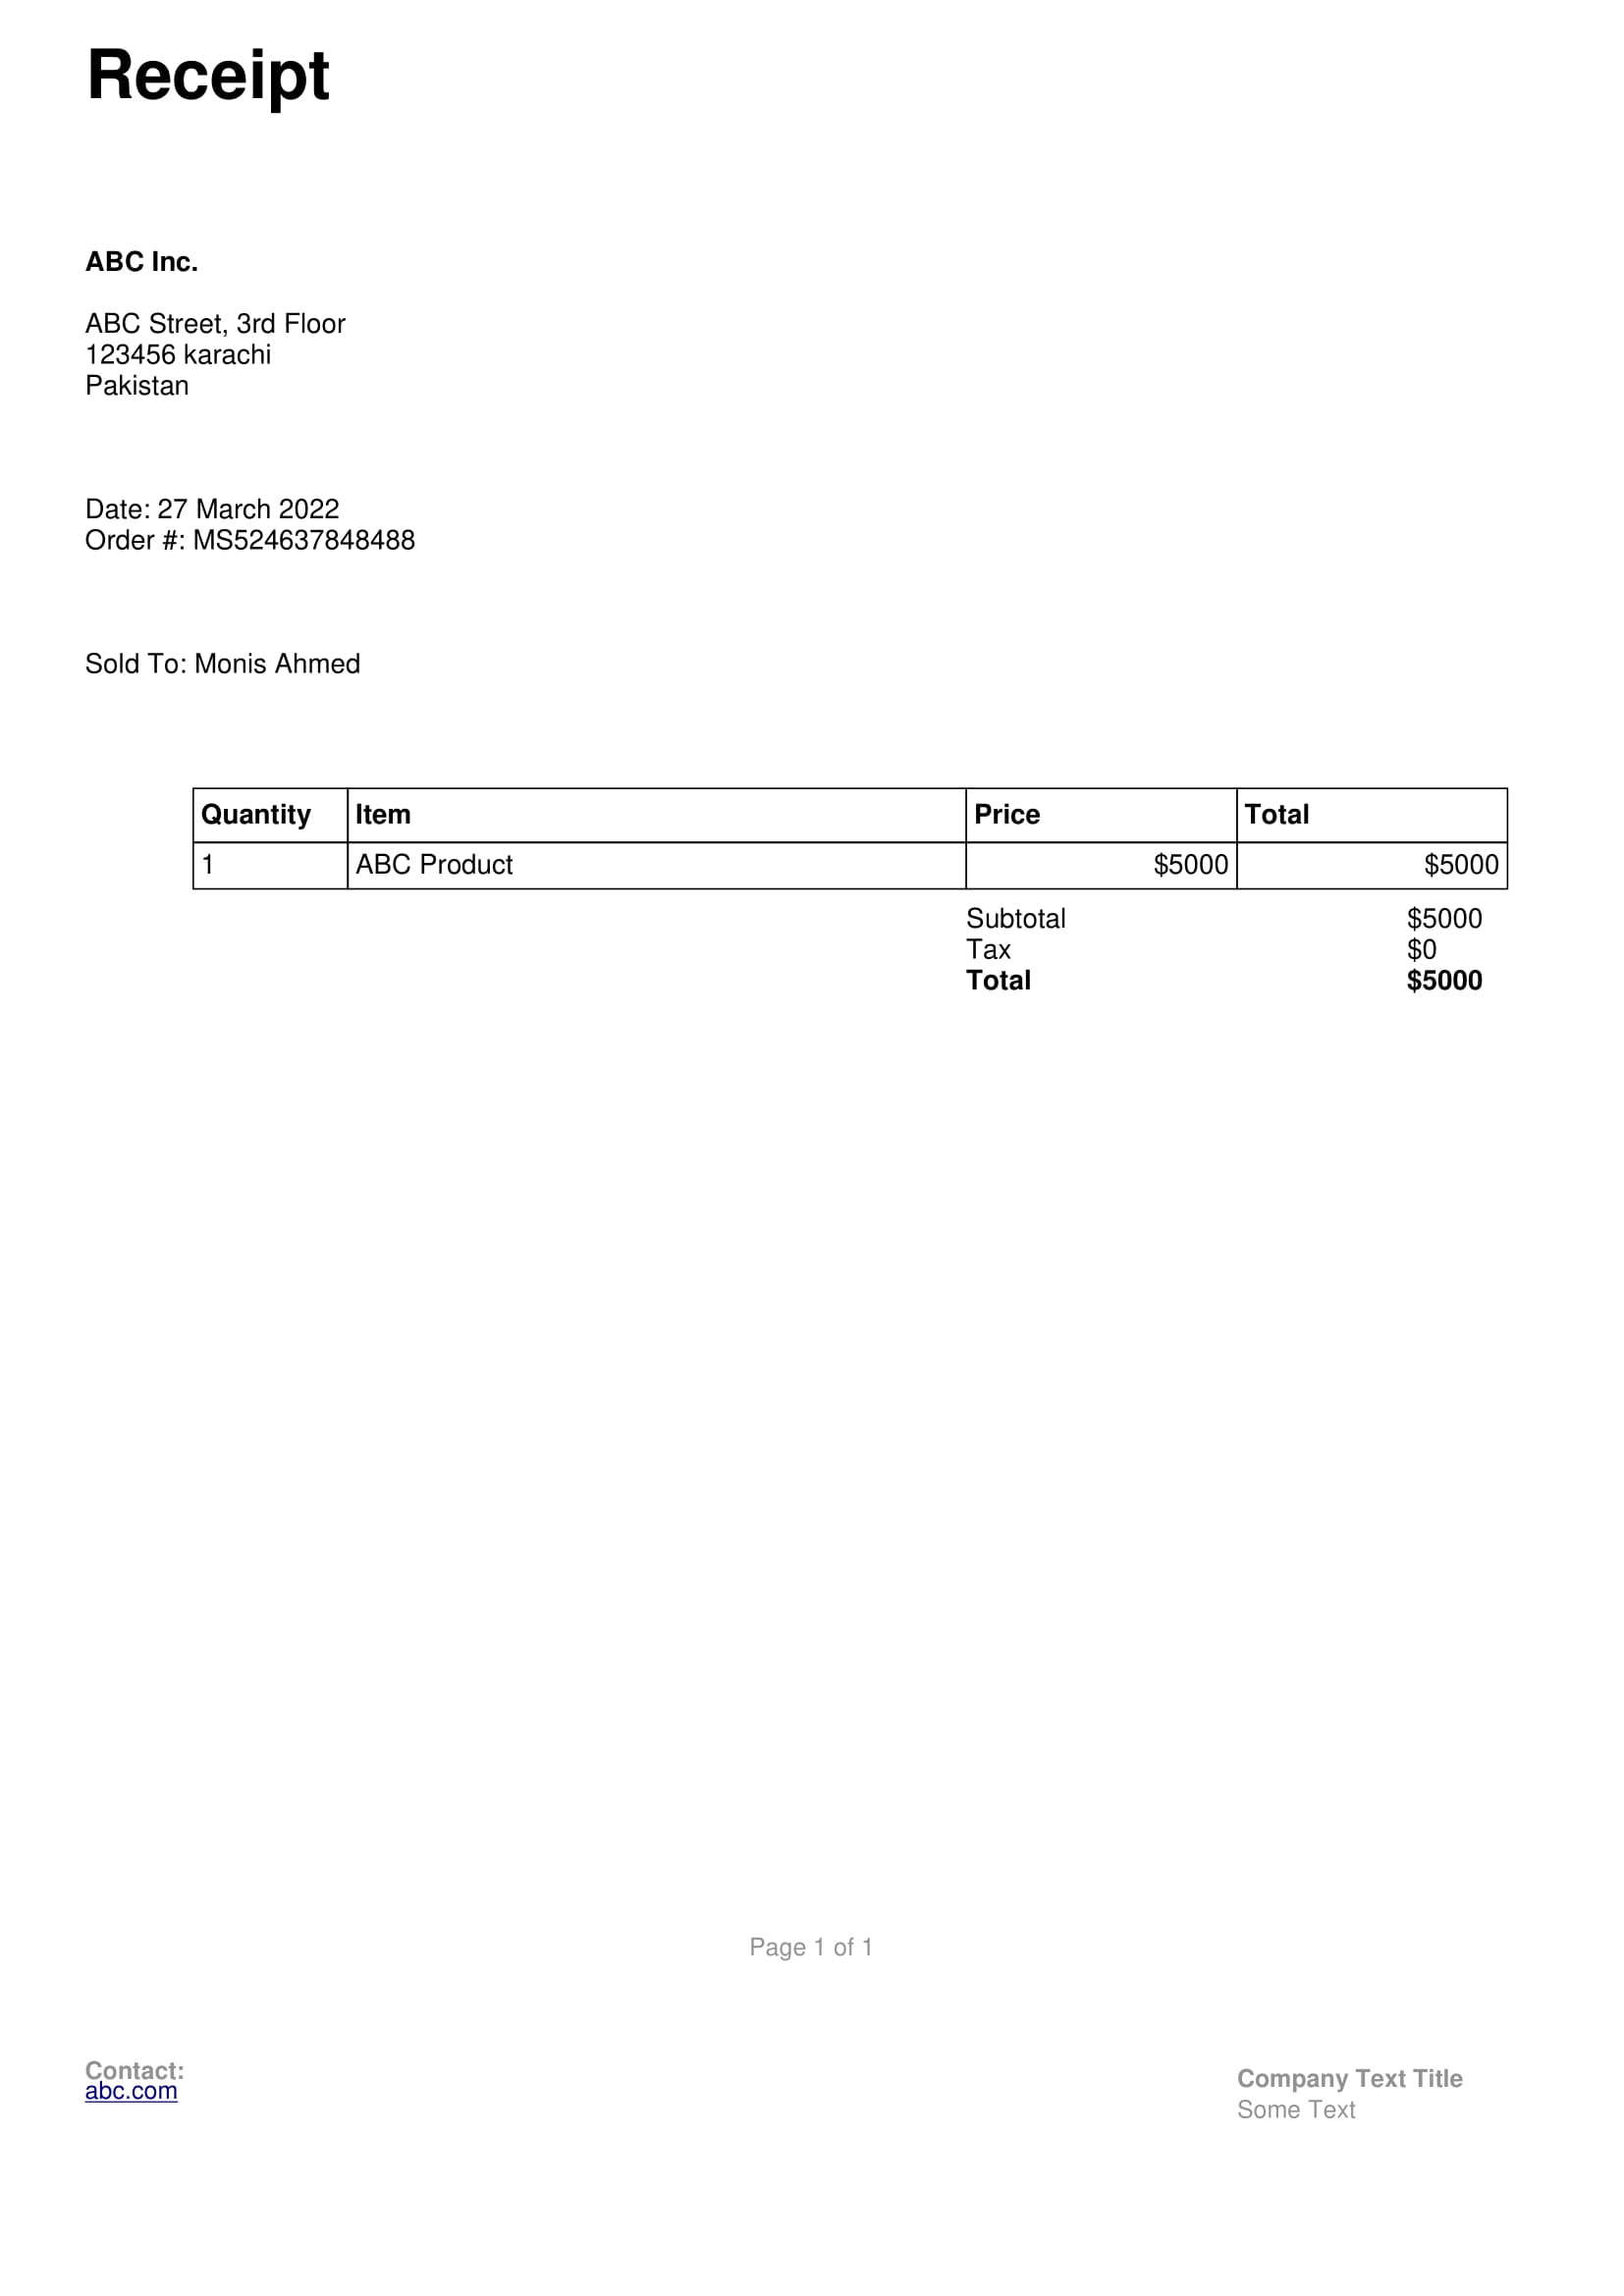 Receipt
ABC Inc.
ABC Street, 3rd Floor
123456 karachi
Pakistan
Date: 27 March 2022
Order #: MS524637848488
Sold To: Monis Ahmed
Quantity Item Price Total
1 ABC Product $5000 $5000
Subtotal $5000
Tax $0
Total $5000
Page 1 of 1
Contact:
abc.com
Company Text Title
Some Text